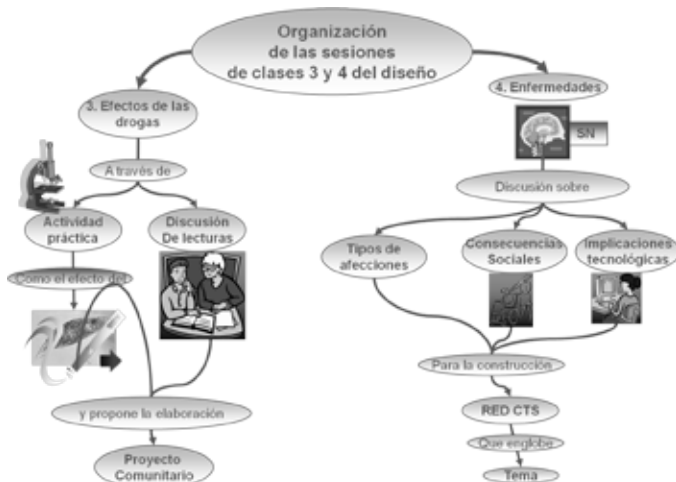 Organización
de las sesiones
de clases 3 y 4 del diseño
3. Efectos de las
drogas
A través de
Actividad
práctica
Discusión
De lecturas
Como el efecto del
y propone la elaboración
Proyecto
Comunitario
4. Enfermedades
SN
Discusión sobre
Tipos de
afecciones
Consecuencias
Sociales
Implicaciones
tecnológicas
Para la construcción
RED CTS
Que englobe
Tema